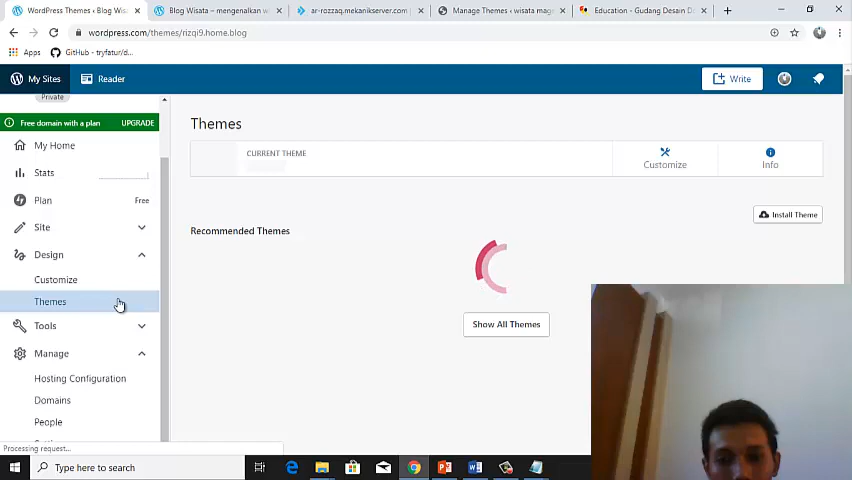 WordPress Themes ‹ Blog Wis
Blog Wisata – mengenalkan w
ar-rozzaq.mekanikserver.com |
Manage Themes ‹ wisata mag
Education - Gudang Desain D
wordpress.com/themes/rizqi9.home.blog
Apps
GitHub - tryfatur/d...
My Sites
Reader
Write
Private
Free domain with a plan
UPGRADE
My Home
Stats
Plan
Free
Site
Design
Customize
Themes
Tools
Manage
Hosting Configuration
Domains
People
Themes
CURRENT THEME
Customize
Info
Install Theme
Recommended Themes
Show All Themes
Processing request...
Type here to search